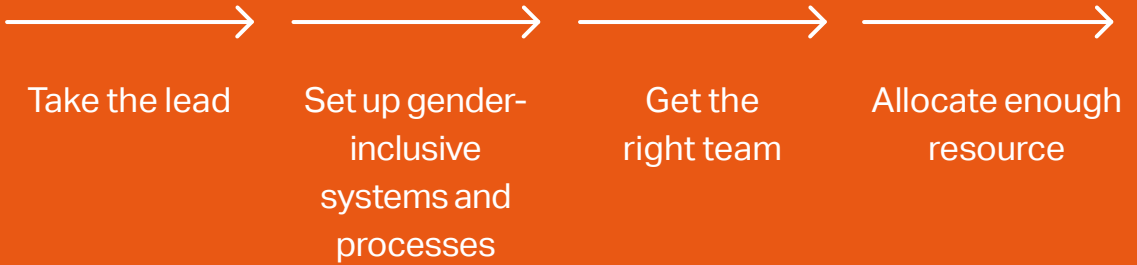 Take the lead
Set up gender-
inclusive
systems and
processes
Get the
right team
Allocate enough
resource